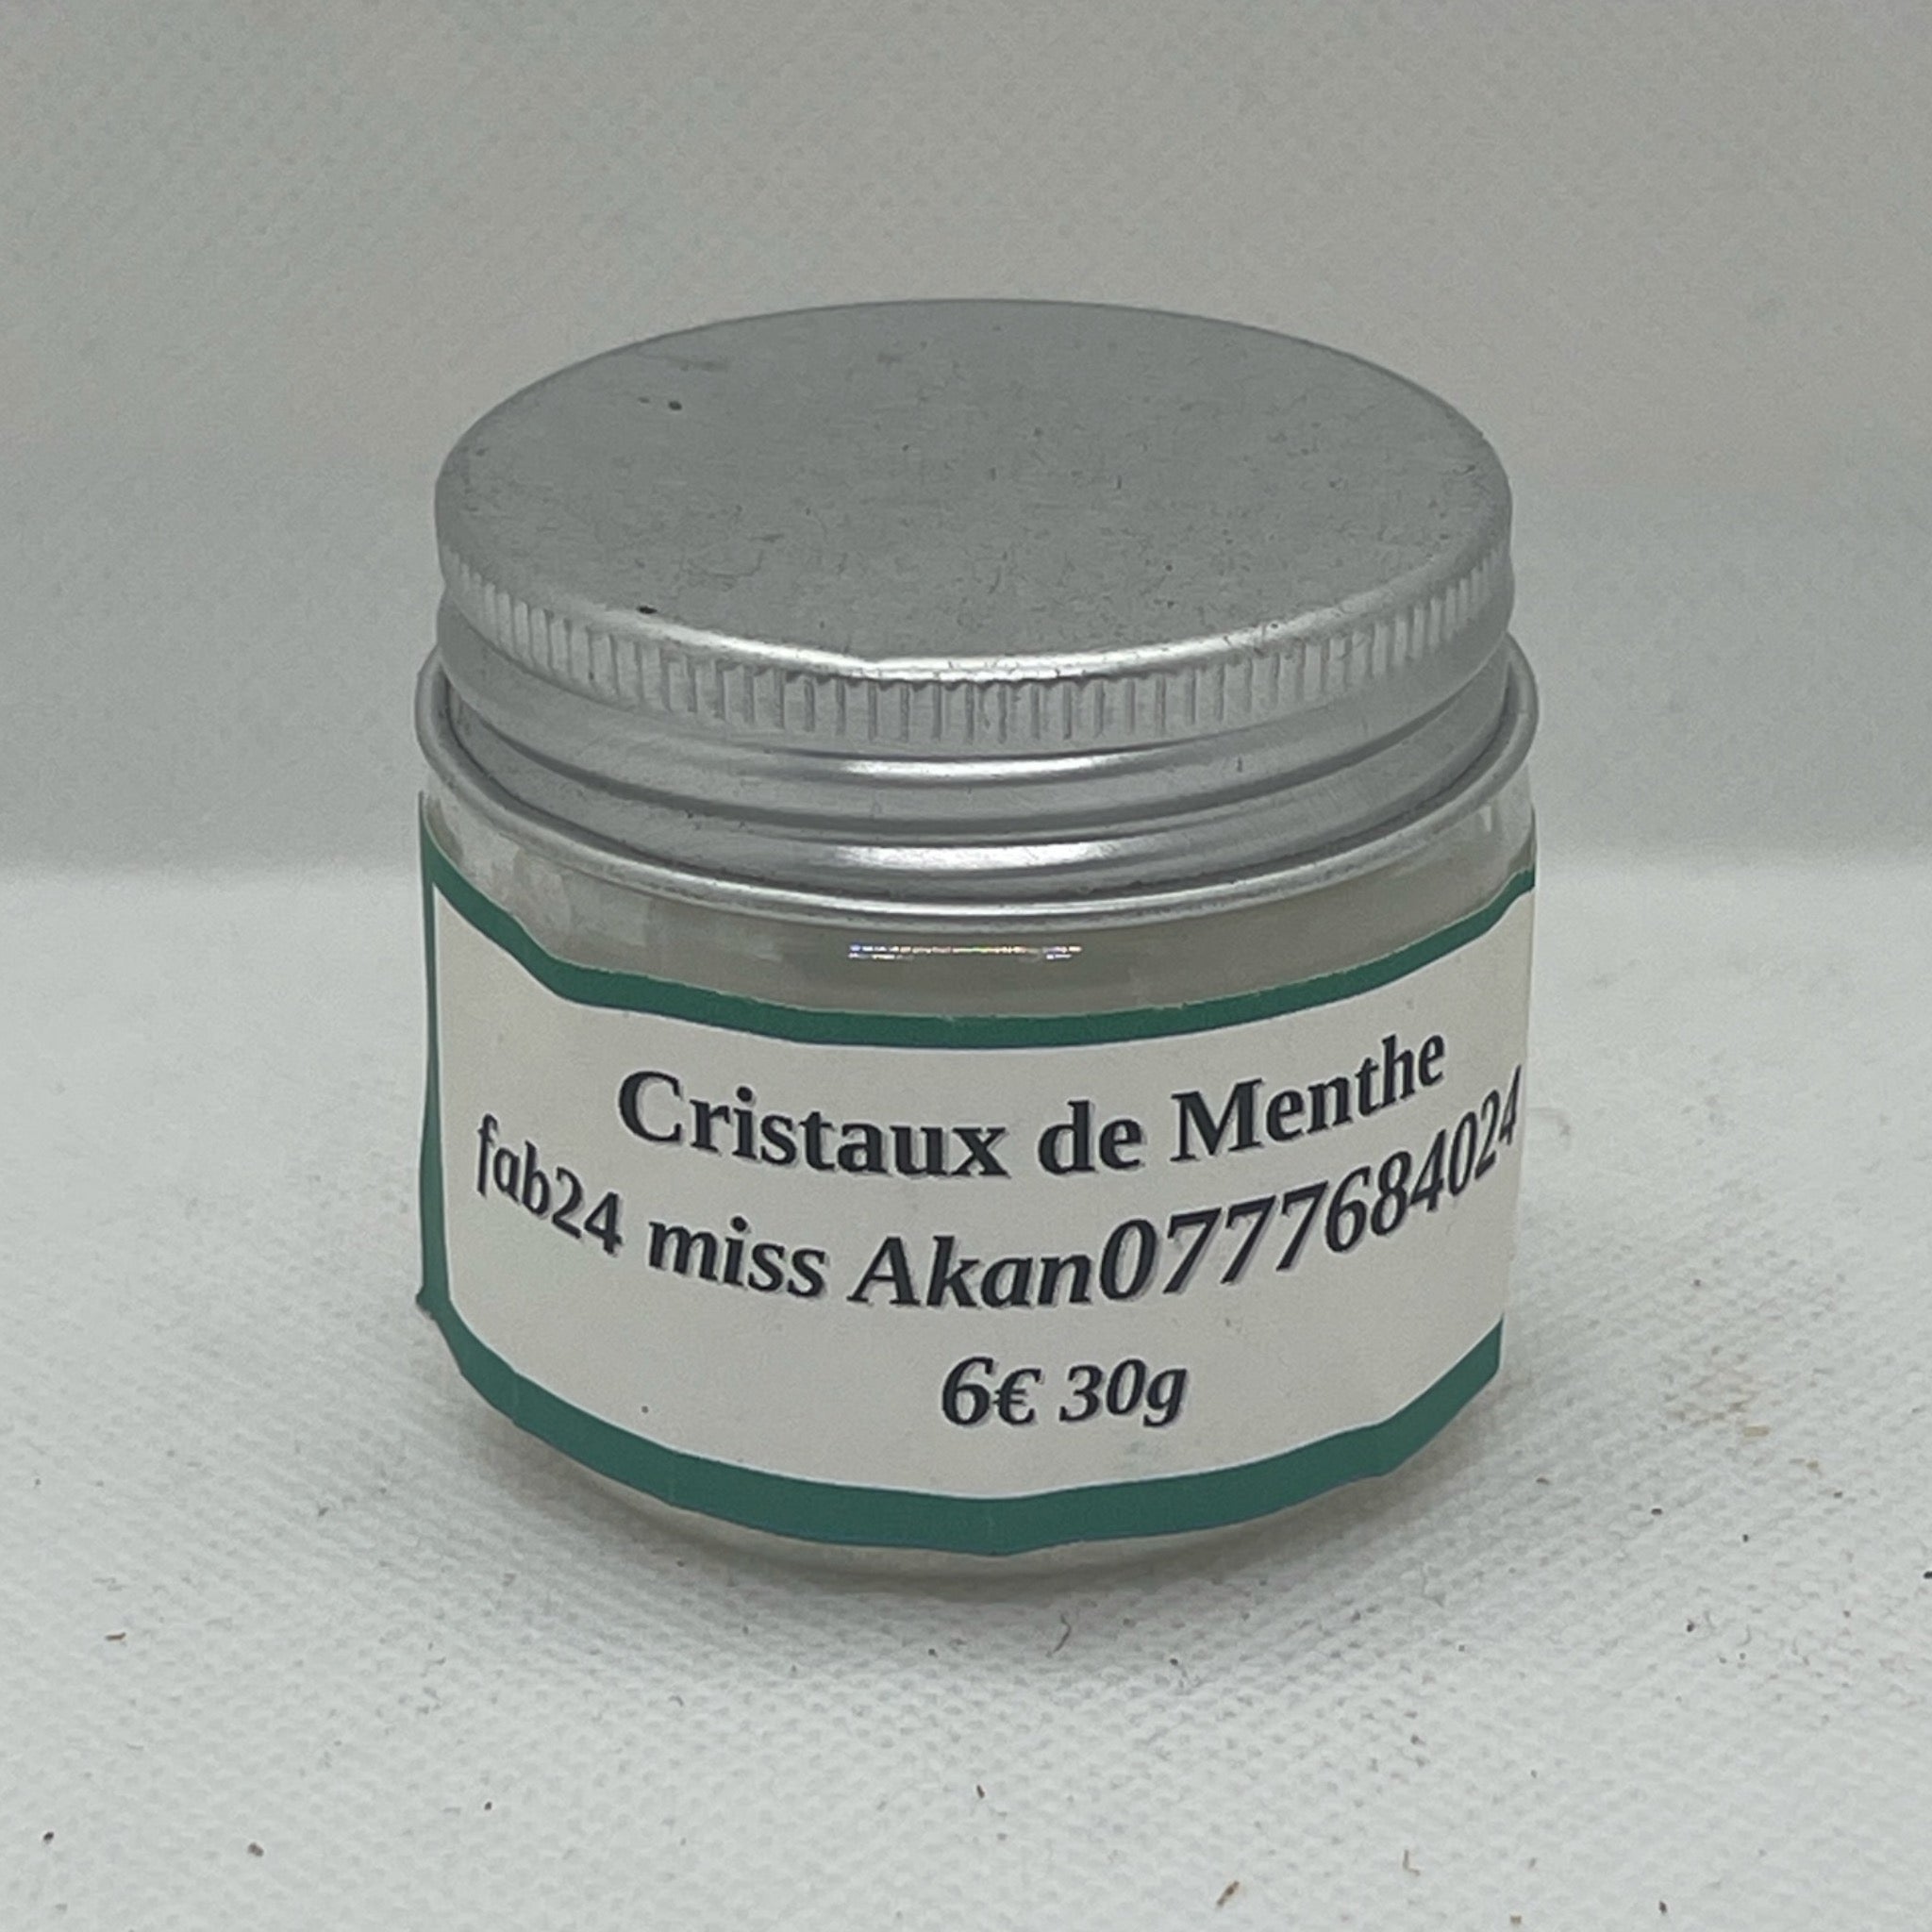 Cristaux de Menthe
fab24 miss Akan0777684024
6€ 30g